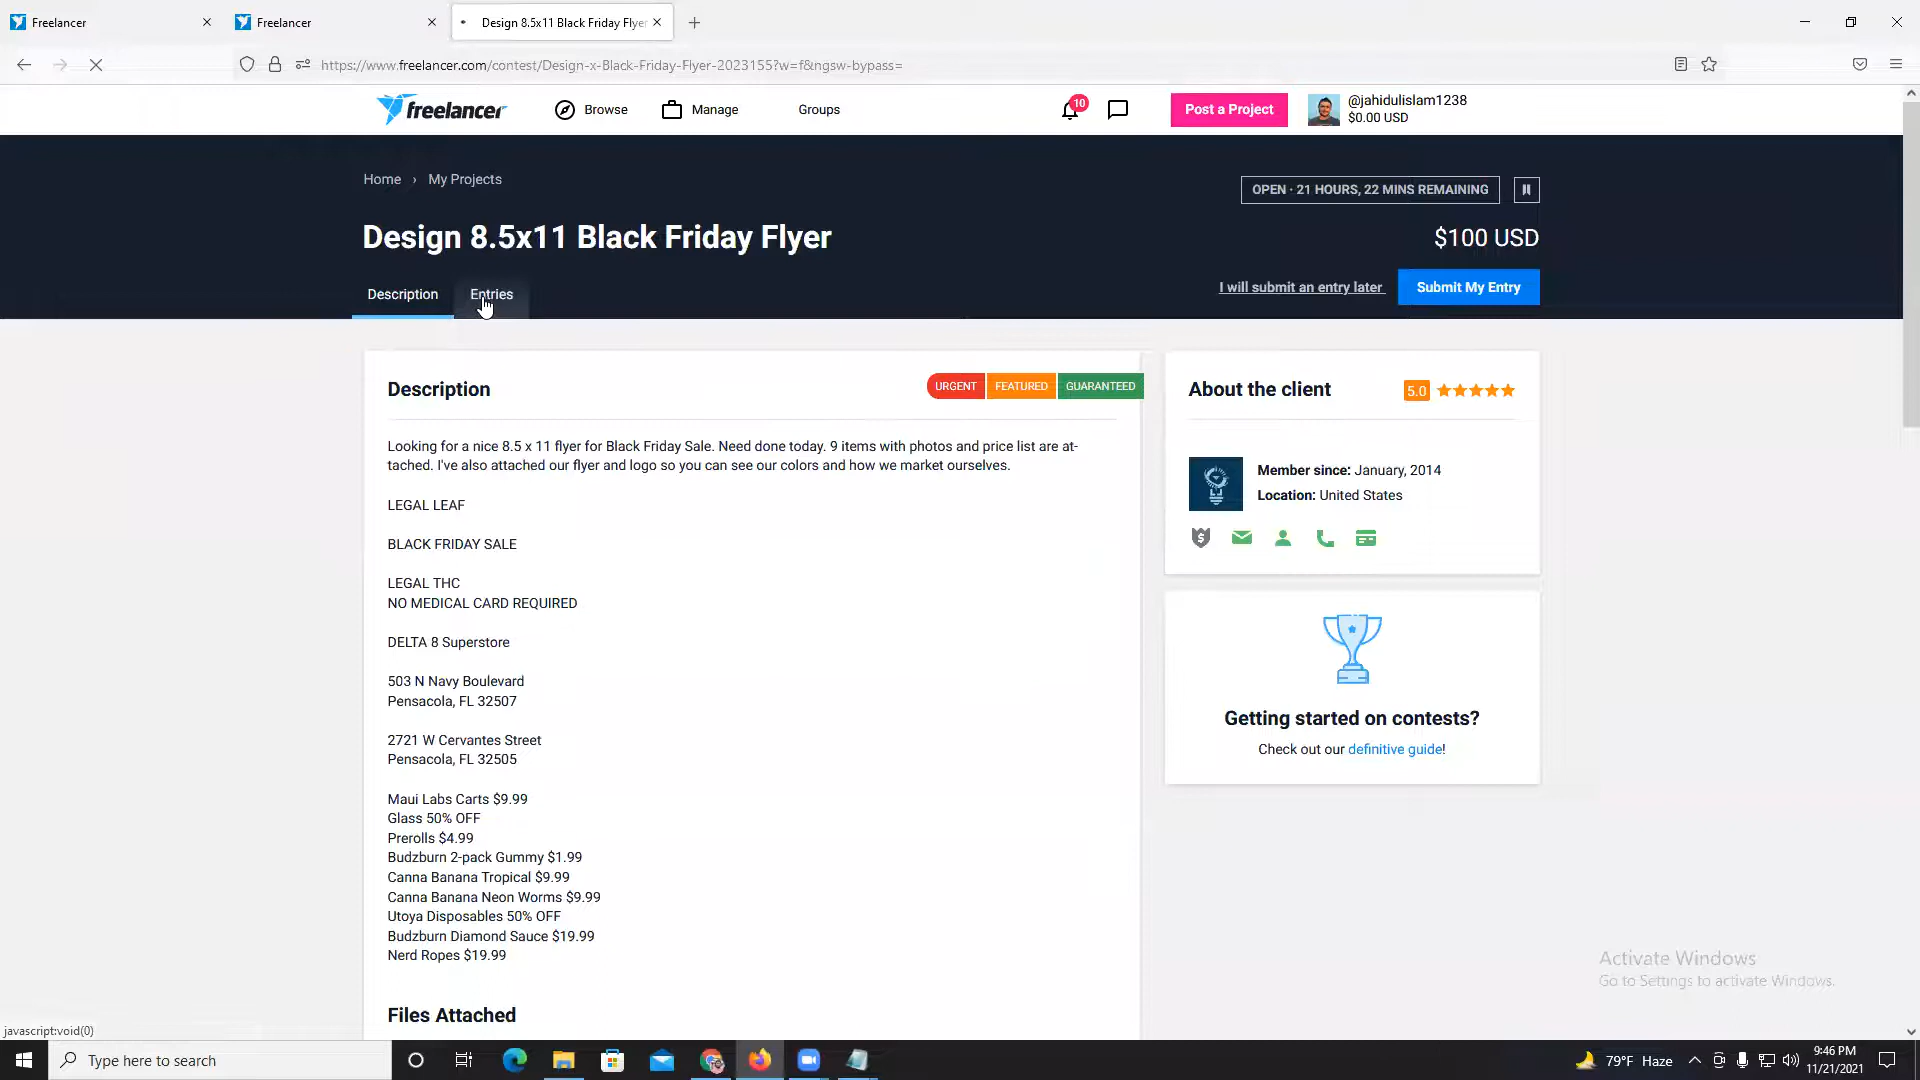 Freelancer
Freelancer
Design 8.5x11 Black Friday Flyer
https://www.freelancer.com/contest/Design-x-Black-Friday-Flyer-2023155?w=f&ngsw-bypass=
freelancer
Browse
Manage
Groups
10
Post a Project
@jahidulislam1238
$0.00 USD
Home › My Projects
OPEN · 21 HOURS, 22 MINS REMAINING
Design 8.5x11 Black Friday Flyer
$100 USD
Description
Entries
I will submit an entry later
Submit My Entry
Description
URGENT
FEATURED
GUARANTEED
Looking for a nice 8.5 x 11 flyer for Black Friday Sale. Need done today. 9 items with photos and price list are at-
tached. I've also attached our flyer and logo so you can see our colors and how we market ourselves.
LEGAL LEAF
BLACK FRIDAY SALE
LEGAL THC
NO MEDICAL CARD REQUIRED
DELTA 8 Superstore
503 N Navy Boulevard
Pensacola, FL 32507
2721 W Cervantes Street
Pensacola, FL 32505
Maui Labs Carts $9.99
Glass 50% OFF
Prerolls $4.99
Budzburn 2-pack Gummy $1.99
Canna Banana Tropical $9.99
Canna Banana Neon Worms $9.99
Utoya Disposables 50% OFF
Budzburn Diamond Sauce $19.99
Nerd Ropes $19.99
Files Attached
About the client
5.0
Member since: January, 2014
Location: United States
Getting started on contests?
Check out our definitive guide!
Activate Windows
Go to Settings to activate Windows.
javascript:void(0)
Type here to search
79°F Haze
9:46 PM
11/21/2021